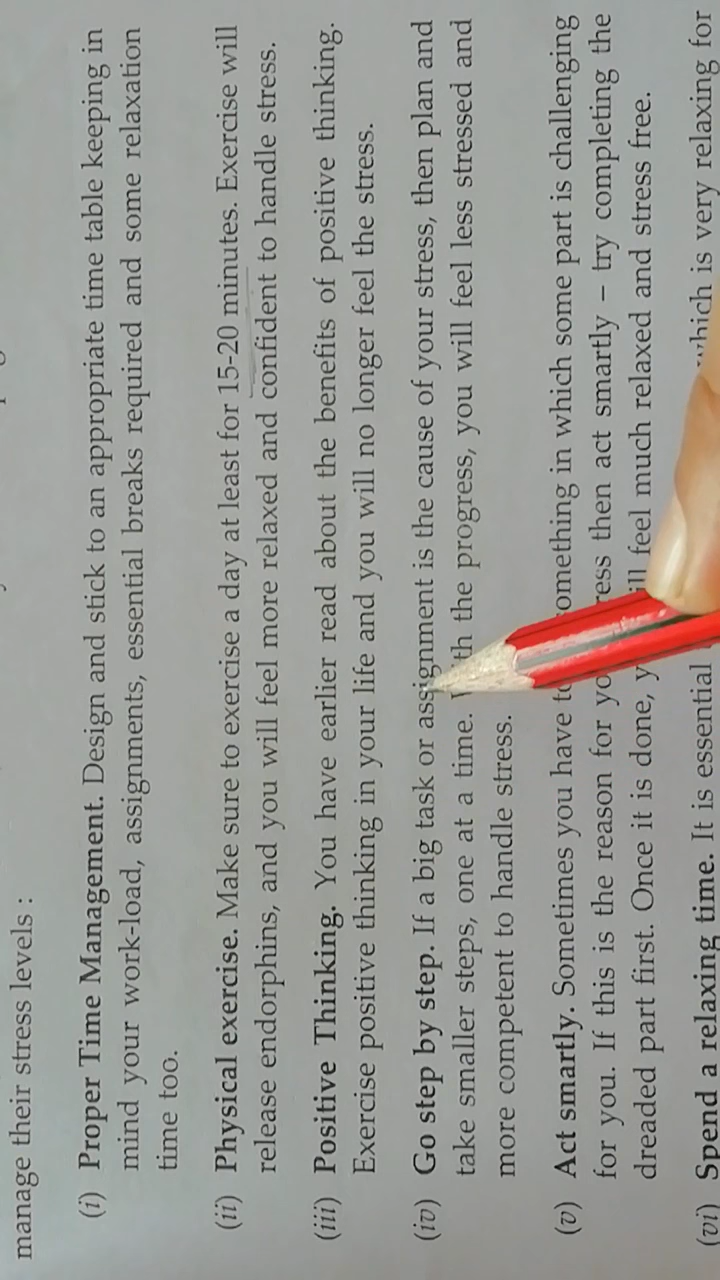 manage their stress levels :
(i) Proper Time Management. Design and stick to an appropriate time table keeping in
mind your work-load, assignments, essential breaks required and some relaxation
time too.
(ii) Physical exercise. Make sure to exercise a day at least for 15-20 minutes. Exercise will
release endorphins, and you will feel more relaxed and confident to handle stress.
(iii) Positive Thinking. You have earlier read about the benefits of positive thinking.
Exercise positive thinking in your life and you will no longer feel the stress.
(iv) Go step by step. If a big task or assignment is the cause of your stress, then plan and
take smaller steps, one at a time. the progress, you will feel less stressed and
more competent to handle stress.
(v) Act smartly. Sometimes you have something in which some part is challenging
for you. If this is the reason for then act smartly – try completing the
dreaded part first. Once it is done, feel much relaxed and stress free.
(vi) Spend a relaxing time. It is essential which is very relaxing for